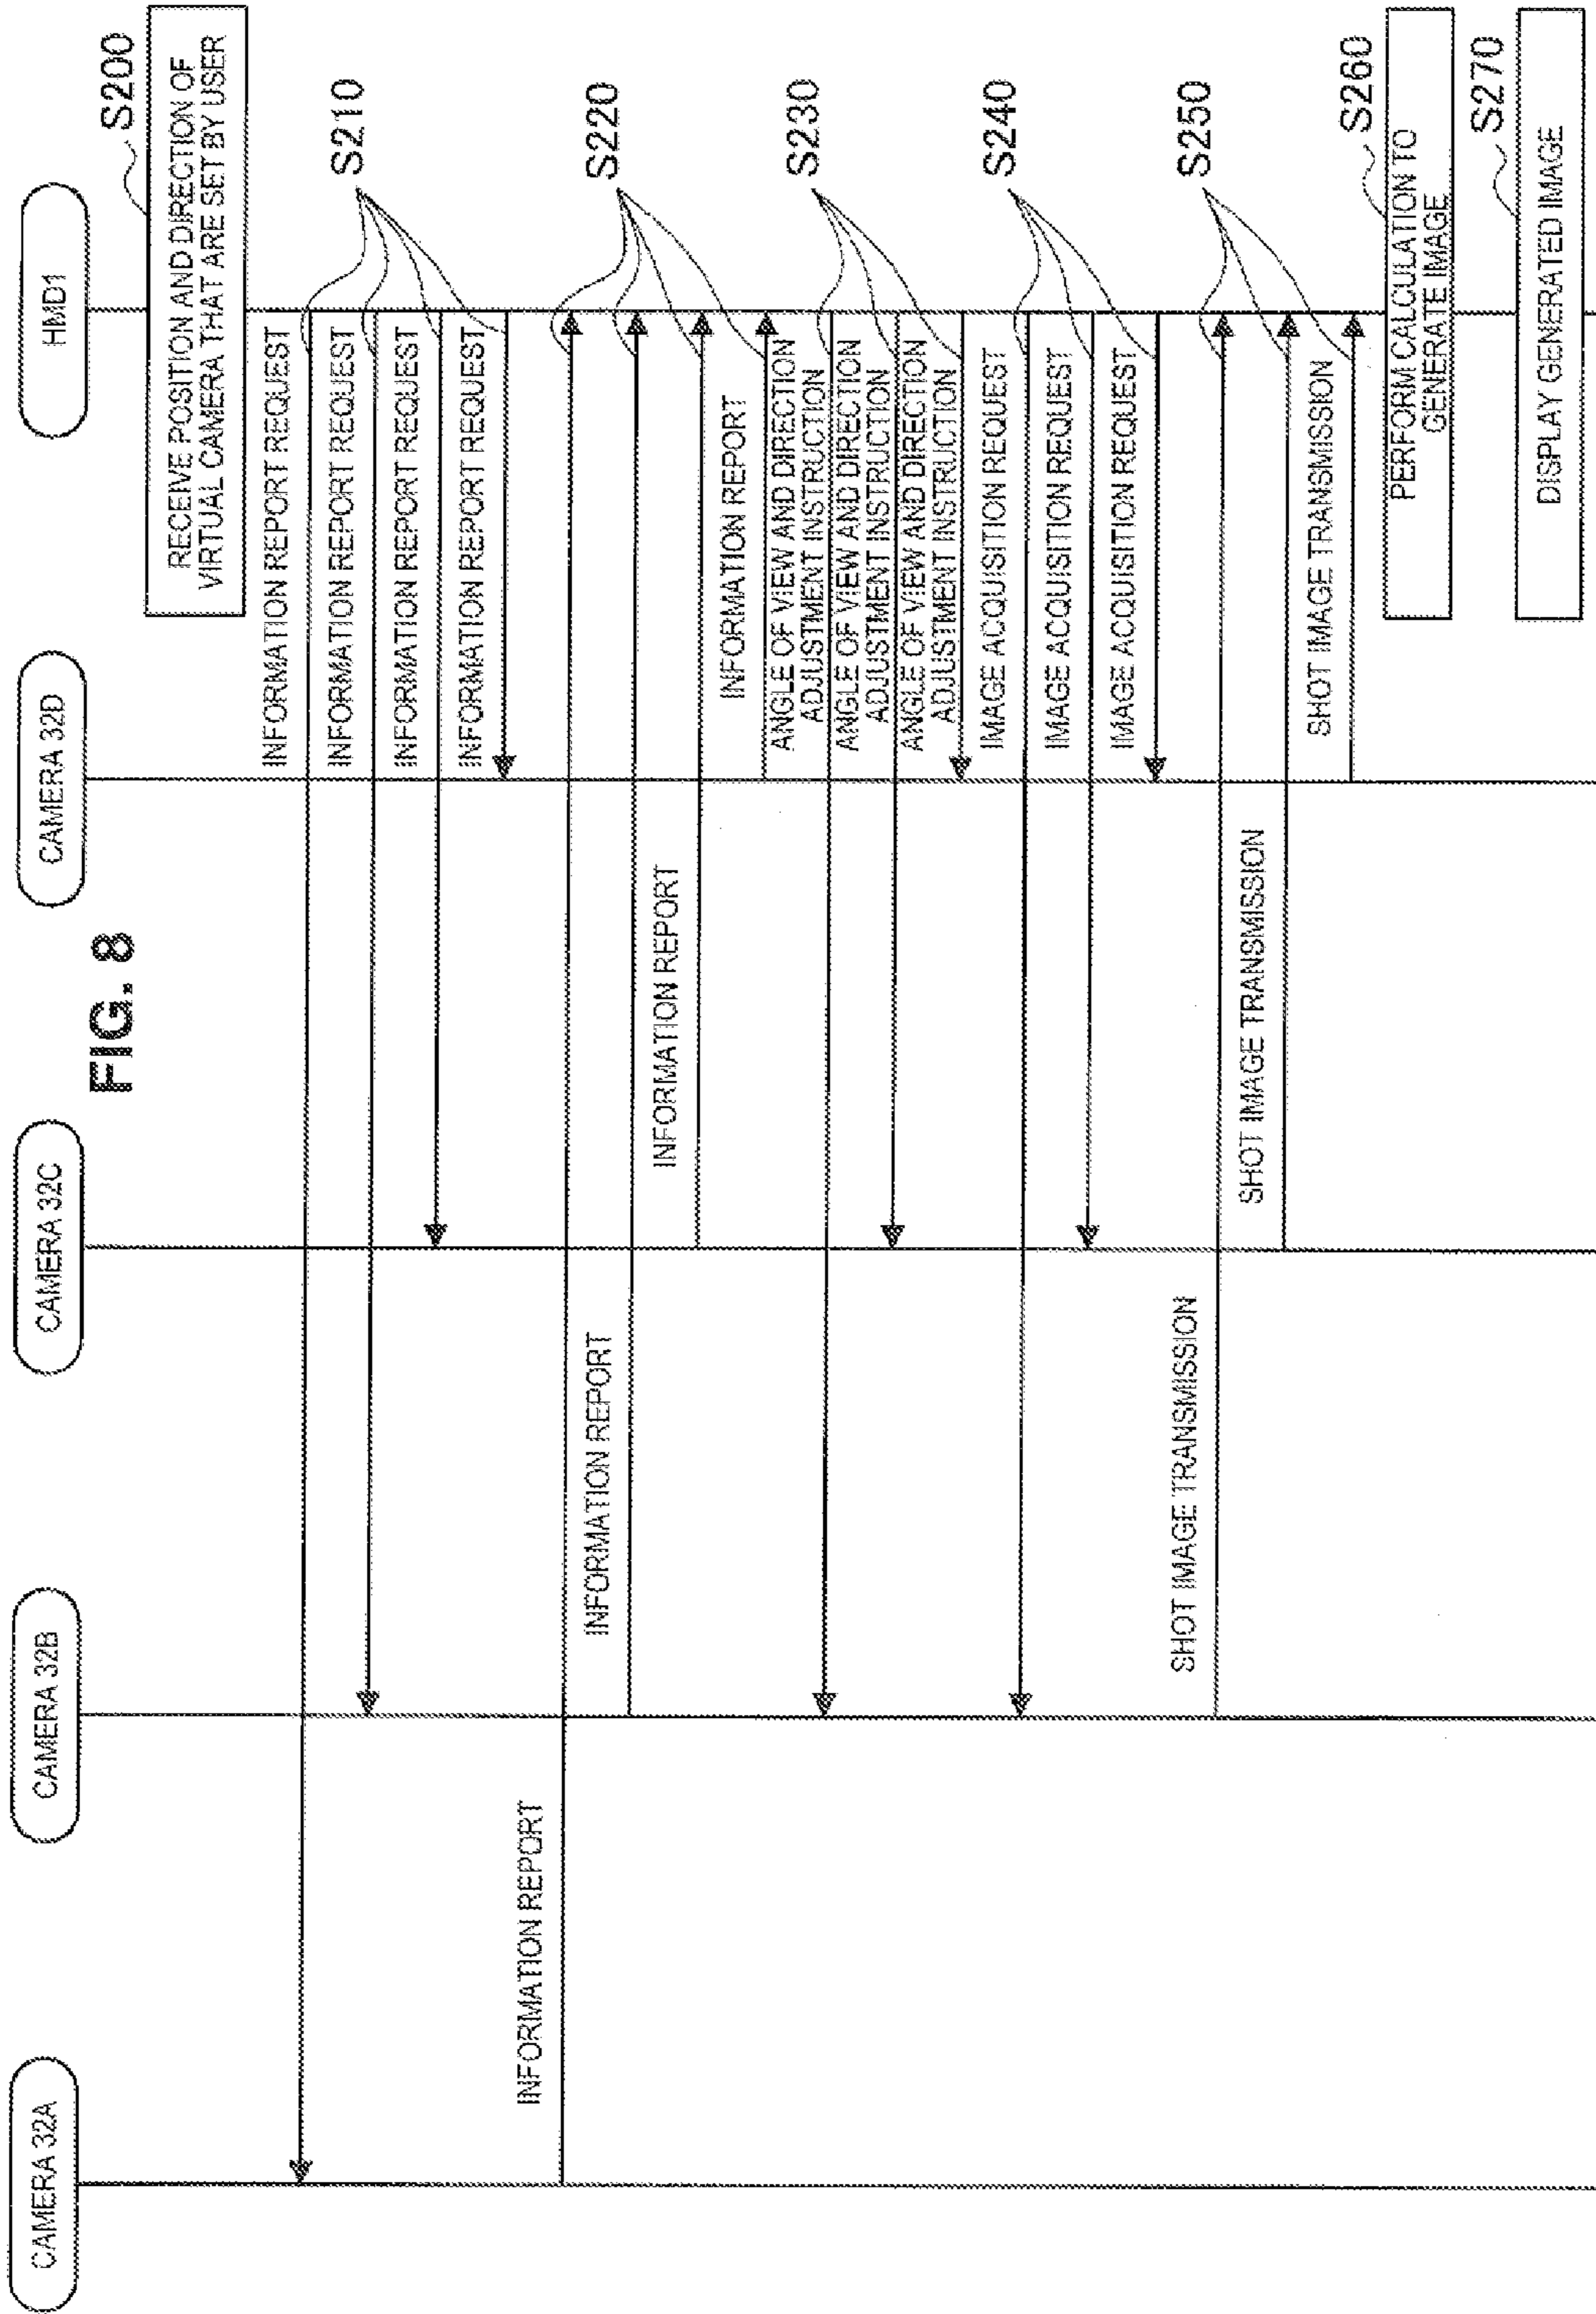 FIG. 8
CAMERA 32A
CAMERA 32B
CAMERA 32C
CAMERA 32D
HMD1
S200
RECEIVE POSITION AND DIRECTION OF
VIRTUAL CAMERA THAT ARE SET BY USER
INFORMATION REPORT REQUEST
INFORMATION REPORT REQUEST
INFORMATION REPORT REQUEST
INFORMATION REPORT REQUEST
S210
INFORMATION REPORT
INFORMATION REPORT
INFORMATION REPORT
INFORMATION REPORT
S220
ANGLE OF VIEW AND DIRECTION
ADJUSTMENT INSTRUCTION
ANGLE OF VIEW AND DIRECTION
ADJUSTMENT INSTRUCTION
ANGLE OF VIEW AND DIRECTION
ADJUSTMENT INSTRUCTION
S230
IMAGE ACQUISITION REQUEST
IMAGE ACQUISITION REQUEST
IMAGE ACQUISITION REQUEST
S240
SHOT IMAGE TRANSMISSION
SHOT IMAGE TRANSMISSION
SHOT IMAGE TRANSMISSION
S250
S260
PERFORM CALCULATION TO
GENERATE IMAGE
S270
DISPLAY GENERATED IMAGE